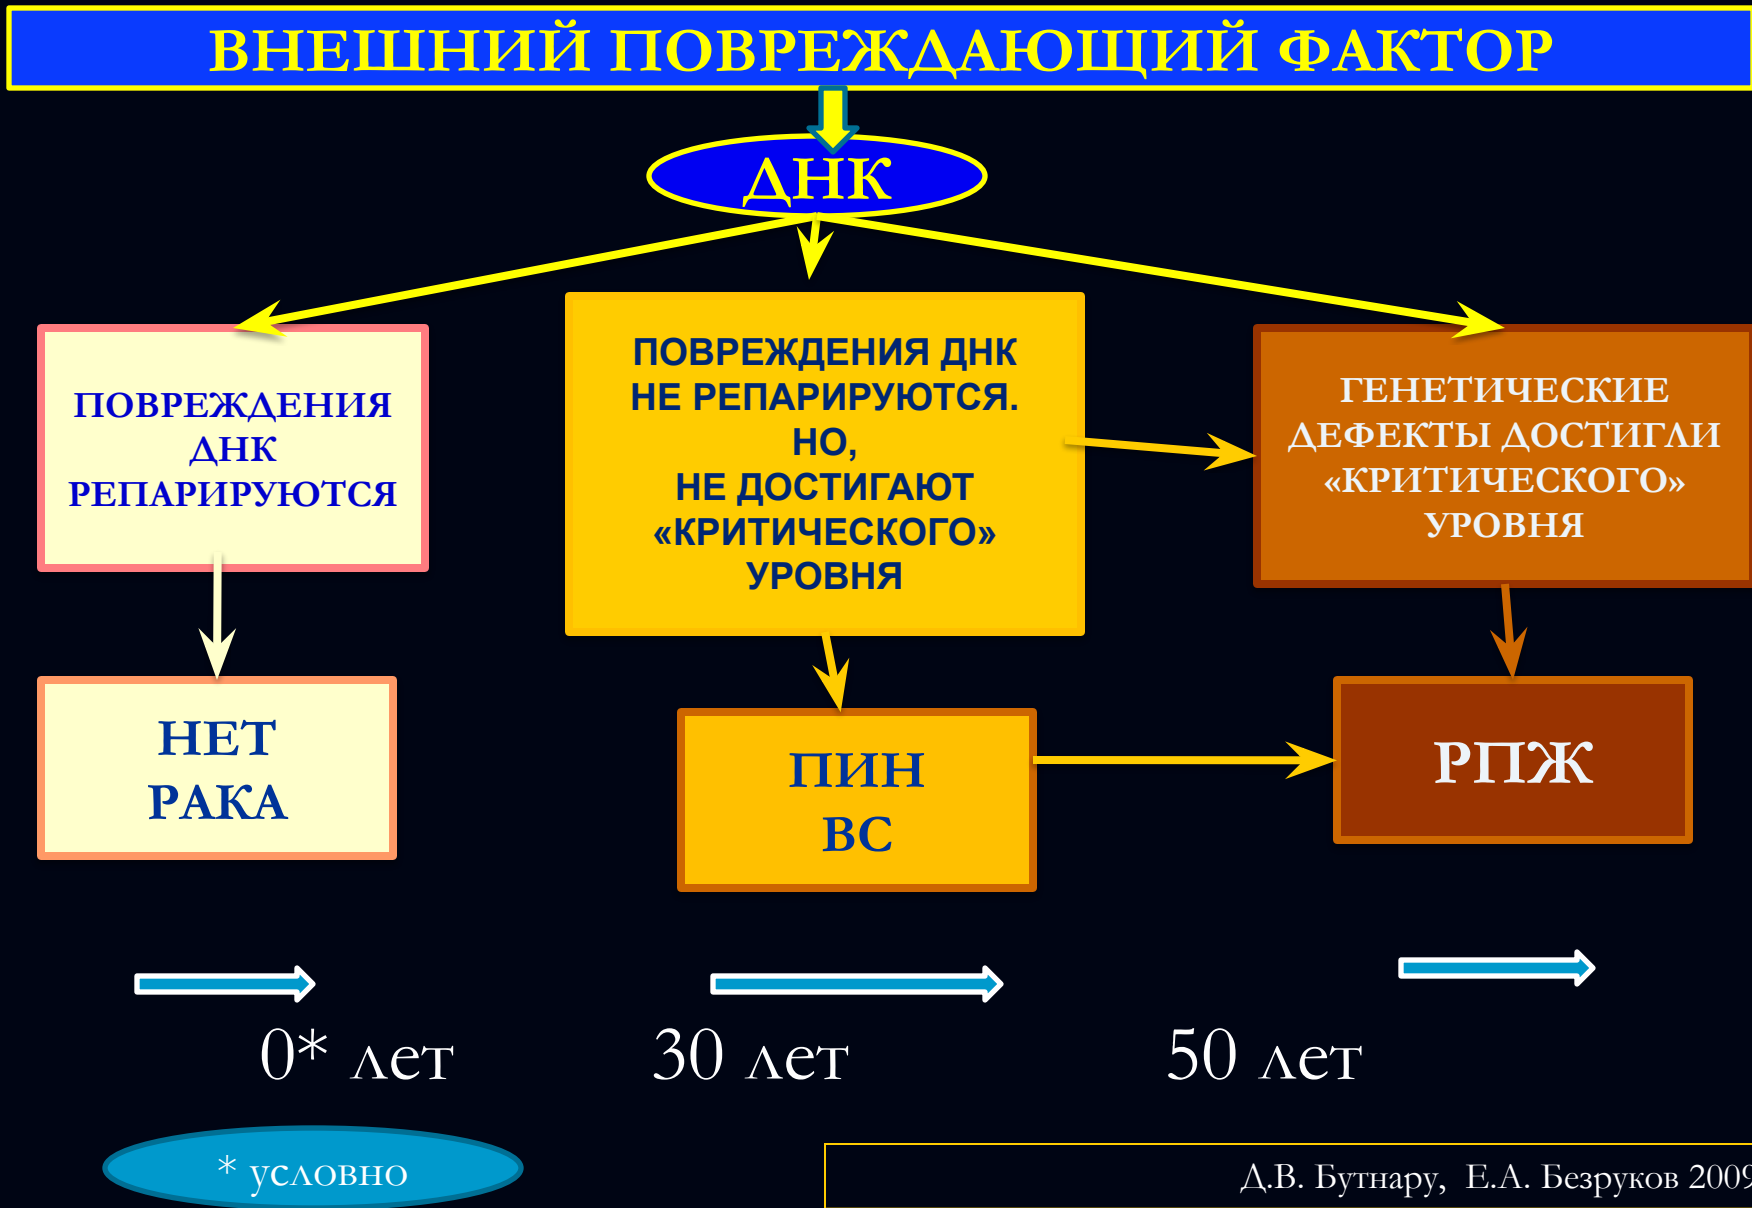 ВНЕШНИЙ ПОВРЕЖДАЮЩИЙ ФАКТОР
ДНК
ПОВРЕЖДЕНИЯ
ДНК
РЕПАРИРУЮТСЯ
ПОВРЕЖДЕНИЯ ДНК
НЕ РЕПАРИРУЮТСЯ.
НО,
НЕ ДОСТИГАЮТ
«КРИТИЧЕСКОГО»
УРОВНЯ
ГЕНЕТИЧЕСКИЕ
ДЕФЕКТЫ ДОСТИГЛИ
«КРИТИЧЕСКОГО»
УРОВНЯ
НЕТ
РАКА
ПИН
ВС
РПЖ
0* лет
30 лет
50 лет
* условно
Д.В. Бутнару, Е.А. Безруков 2009